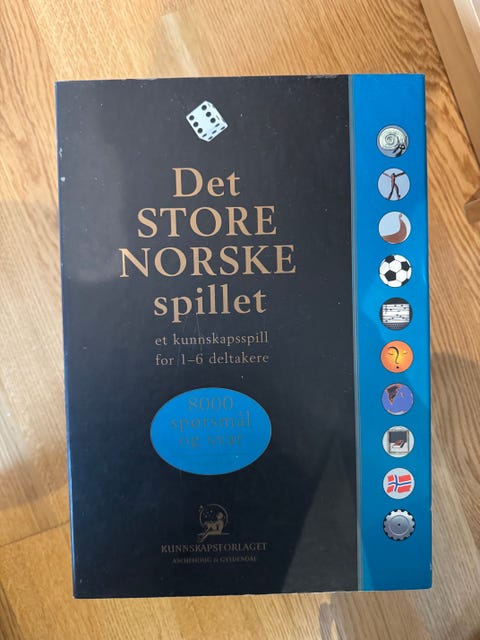 Det
STORE
NORSKE
spillet
et kunnskapsspill
for 1–6 deltakere
8000
spørsmål
og svar
KUNNSKAPSFORLAGET
ASCHEHOUG & GYLDENDAL